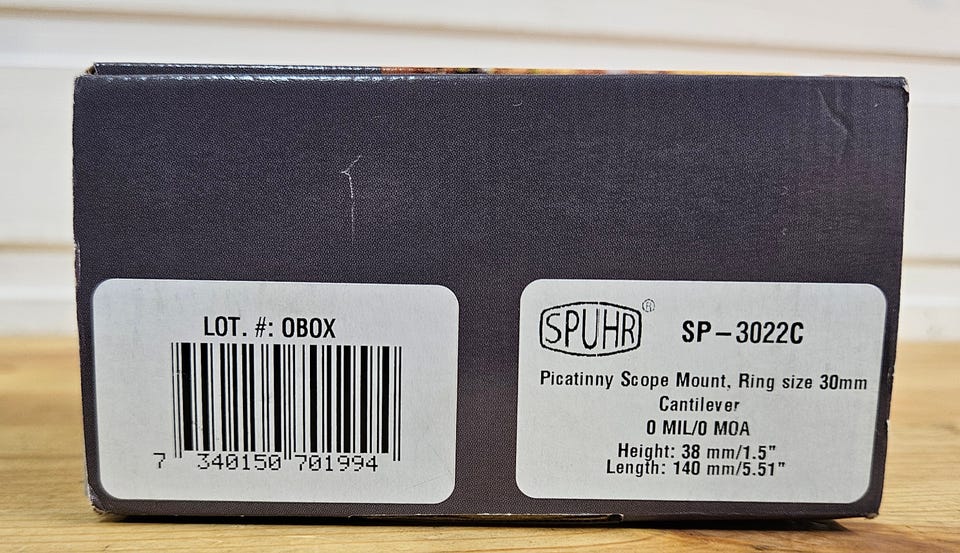 LOT. #: OBOX
7 340150 701994
SPUHR®
SP-3022C
Picatinny Scope Mount, Ring size 30mm
Cantilever
0 MIL/0 MOA
Height: 38 mm/1.5"
Length: 140 mm/5.51"